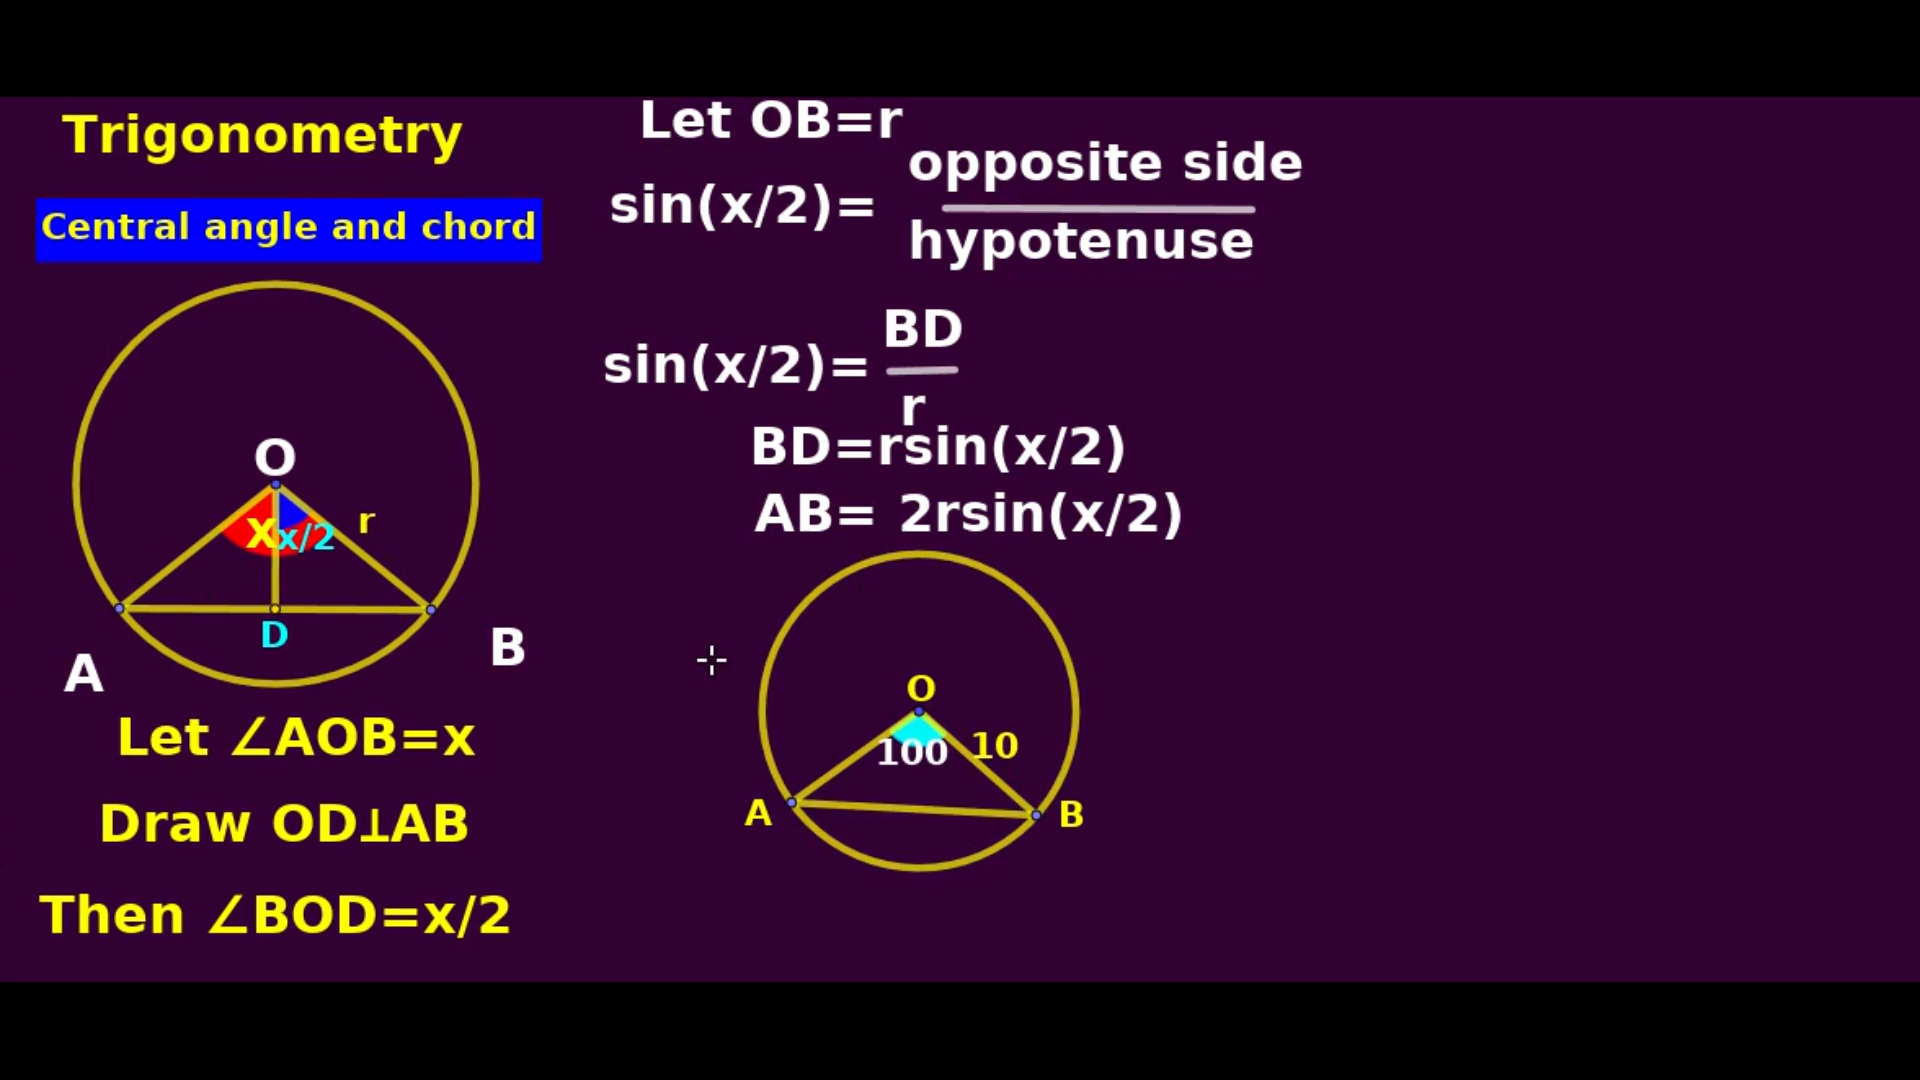 Trigonometry
Central angle and chord
O
x
x/2
r
D
A
B
Let ∠AOB=x
Draw OD⊥AB
Then ∠BOD=x/2
Let OB=r
sin(x/2)=
opposite side
hypotenuse
sin(x/2)=
BD
r
BD=rsin(x/2)
AB= 2rsin(x/2)
O
100
10
A
B